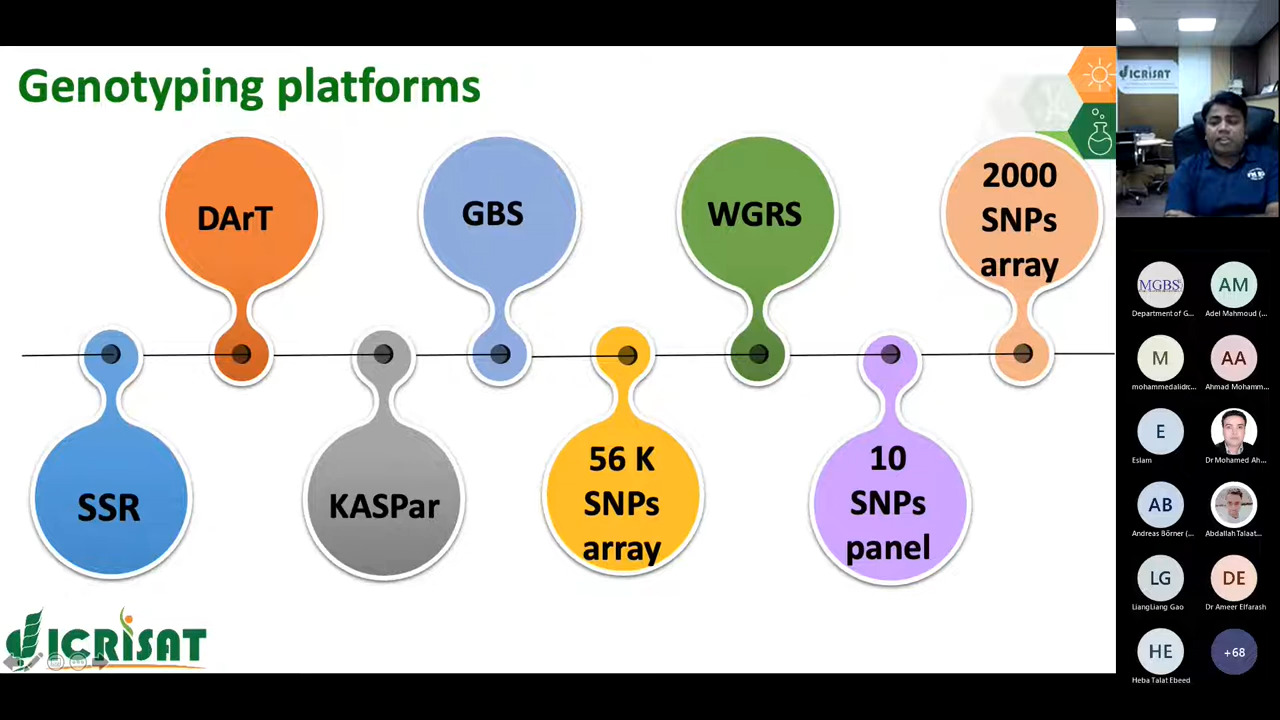 Genotyping platforms
DArT
GBS
WGRS
2000
SNPs
array
SSR
KASPar
56 K
SNPs
array
10
SNPs
panel
ICRISAT
ICRISAT
MGBS
Department of G...
AM
Adel Mahmoud (...
M
mohammedalidrc...
AA
Ahmad Mohamm...
E
Eslam
Dr Mohamed Ah...
AB
Andreas Börner (...
Abdallah Talaat...
LG
LiangLiang Gao
DE
Dr Ameer Elfarash
HE
Heba Talat Ebeed
+68